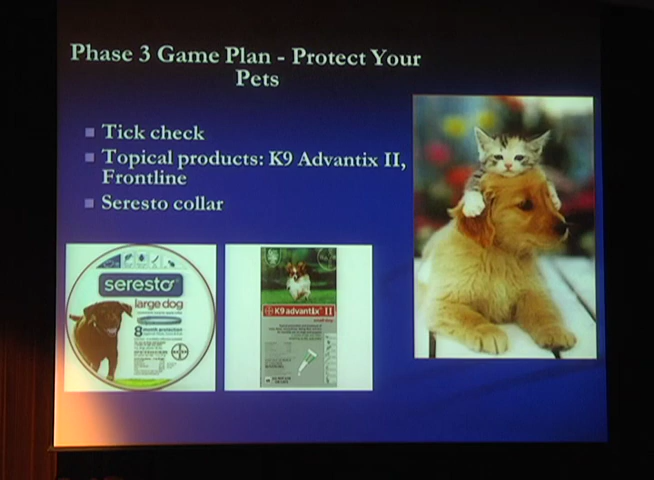 Phase 3 Game Plan - Protect Your
Pets
Tick check
Topical products: K9 Advantix II,
Frontline
Seresto collar
seresto
large dog
8
K9 advantix II